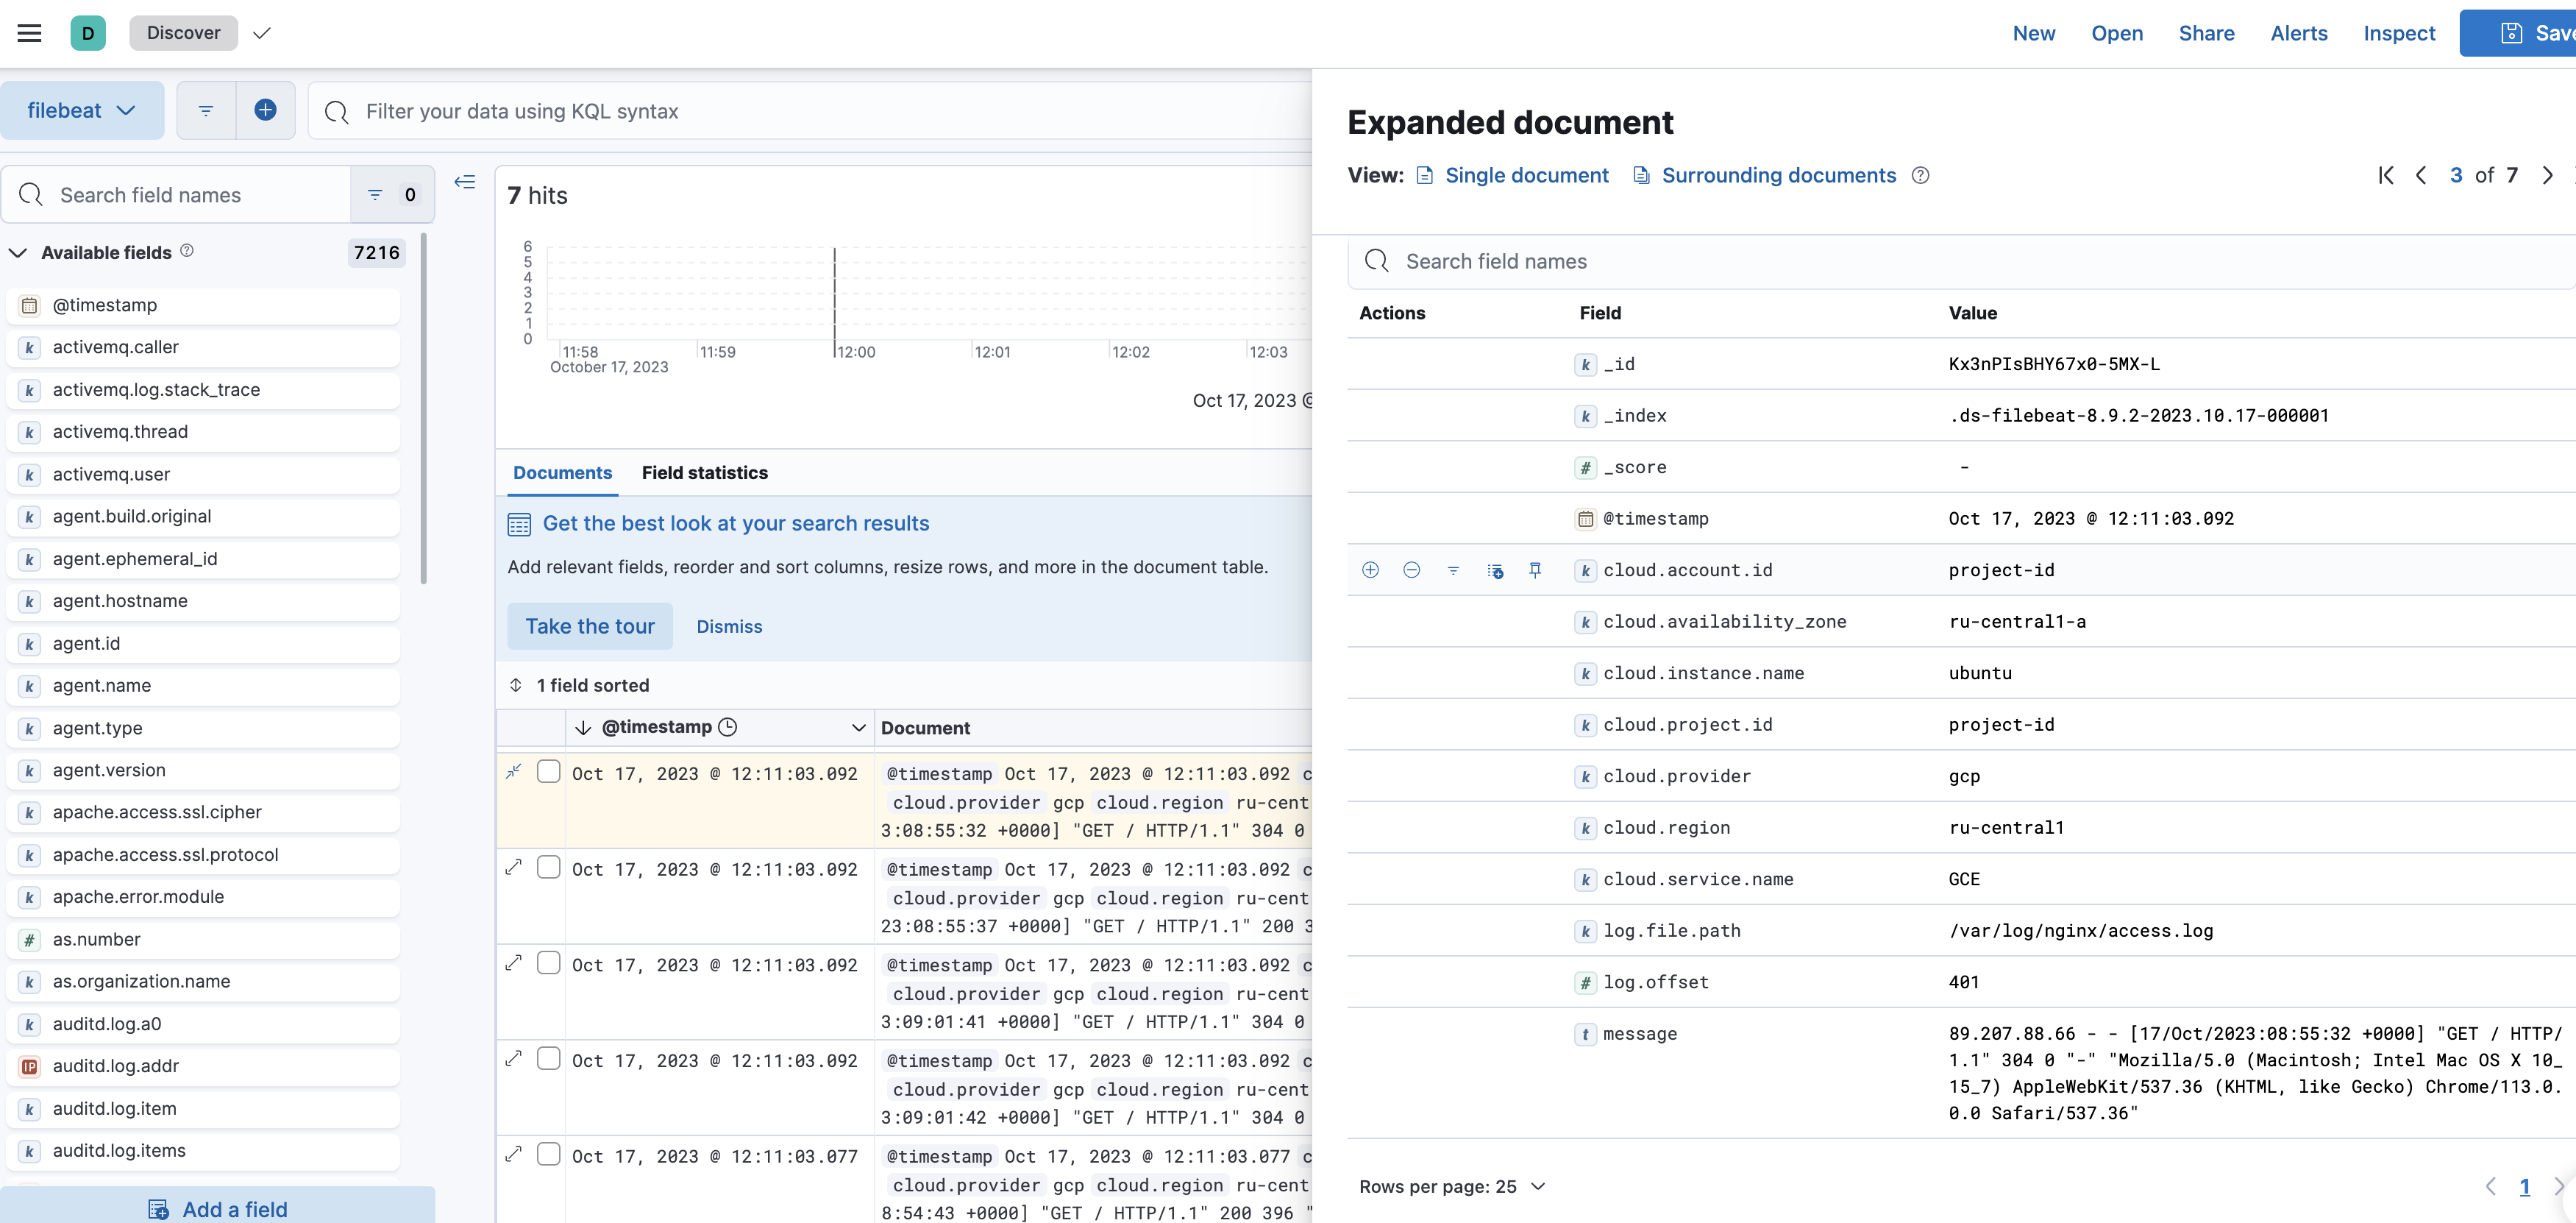 D Discover New Open Share Alerts Inspect
filebeat Filter your data using KQL syntax
Search field names 0
Available fields 7216
@timestamp
activemq.caller
activemq.log.stack_trace
activemq.thread
activemq.user
agent.build.original
agent.ephemeral_id
agent.hostname
agent.id
agent.name
agent.type
agent.version
apache.access.ssl.cipher
apache.access.ssl.protocol
apache.error.module
as.number
as.organization.name
auditd.log.a0
auditd.log.addr
auditd.log.item
auditd.log.items
Add a field
7 hits
6
5
4
3
2
1
0
11:58 11:59 12:00 12:01 12:02 12:03
October 17, 2023
Oct 17, 2023 @
Documents Field statistics
Get the best look at your search results
Add relevant fields, reorder and sort columns, resize rows, and more in the document table.
Take the tour Dismiss
1 field sorted
@timestamp Document
Oct 17, 2023 @ 12:11:03.092 @timestamp Oct 17, 2023 @ 12:11:03.092 c
cloud.provider gcp cloud.region ru-cent
3:08:55:32 +0000] "GET / HTTP/1.1" 304 0
Oct 17, 2023 @ 12:11:03.092 @timestamp Oct 17, 2023 @ 12:11:03.092 c
cloud.provider gcp cloud.region ru-cent
23:08:55:37 +0000] "GET / HTTP/1.1" 200 3
Oct 17, 2023 @ 12:11:03.092 @timestamp Oct 17, 2023 @ 12:11:03.092 c
cloud.provider gcp cloud.region ru-cent
3:09:01:41 +0000] "GET / HTTP/1.1" 304 0
Oct 17, 2023 @ 12:11:03.092 @timestamp Oct 17, 2023 @ 12:11:03.092 c
cloud.provider gcp cloud.region ru-cent
3:09:01:42 +0000] "GET / HTTP/1.1" 304 0
Oct 17, 2023 @ 12:11:03.077 @timestamp Oct 17, 2023 @ 12:11:03.077 c
cloud.provider gcp cloud.region ru-cent
8:54:43 +0000] "GET / HTTP/1.1" 200 396 "
Expanded document
View: Single document Surrounding documents 3 of 7
Search field names
Actions Field Value
_id Kx3nPIsBHY67x0-5MX-L
_index .ds-filebeat-8.9.2-2023.10.17-000001
_score -
@timestamp Oct 17, 2023 @ 12:11:03.092
cloud.account.id project-id
cloud.availability_zone ru-central1-a
cloud.instance.name ubuntu
cloud.project.id project-id
cloud.provider gcp
cloud.region ru-central1
cloud.service.name GCE
log.file.path /var/log/nginx/access.log
log.offset 401
message 89.207.88.66 - - [17/Oct/2023:08:55:32 +0000] "GET / HTTP/
1.1" 304 0 "-" "Mozilla/5.0 (Macintosh; Intel Mac OS X 10_
15_7) AppleWebKit/537.36 (KHTML, like Gecko) Chrome/113.0.
0.0 Safari/537.36"
Rows per page: 25 1